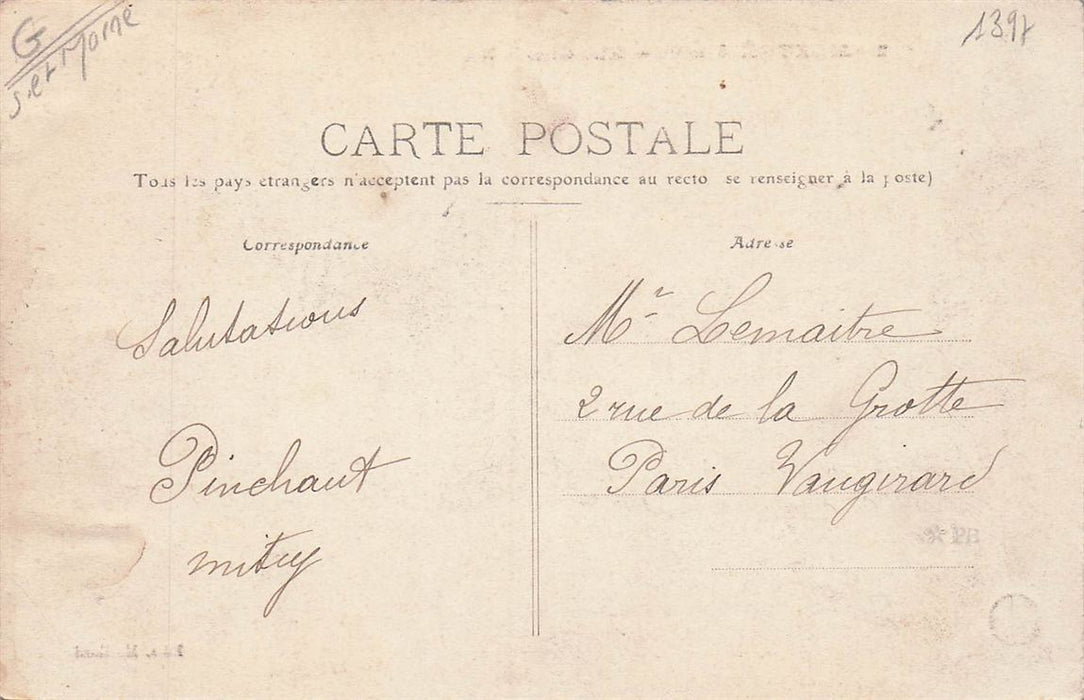 G
S. et Marne
139f
CARTE POSTALE
Tous les pays etrangers n'acceptent pas la correspondance au recto se renseigner à la poste)
Correspondance
Adresse
Salutations
Pinchaut
mitry
Mr Lemaitre
2 rue de la Grotte
Paris Vaugirard